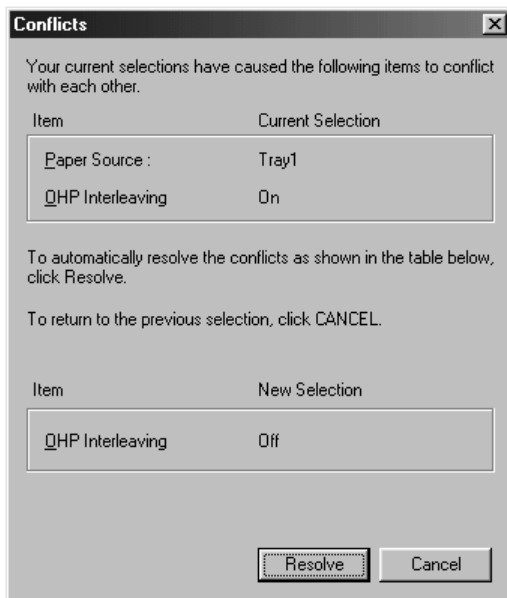 Conflicts
Your current selections have caused the following items to conflict
with each other.
Item Current Selection
Paper Source : Tray1
OHP Interleaving On
To automatically resolve the conflicts as shown in the table below,
click Resolve.
To return to the previous selection, click CANCEL.
Item New Selection
OHP Interleaving Off
Resolve Cancel